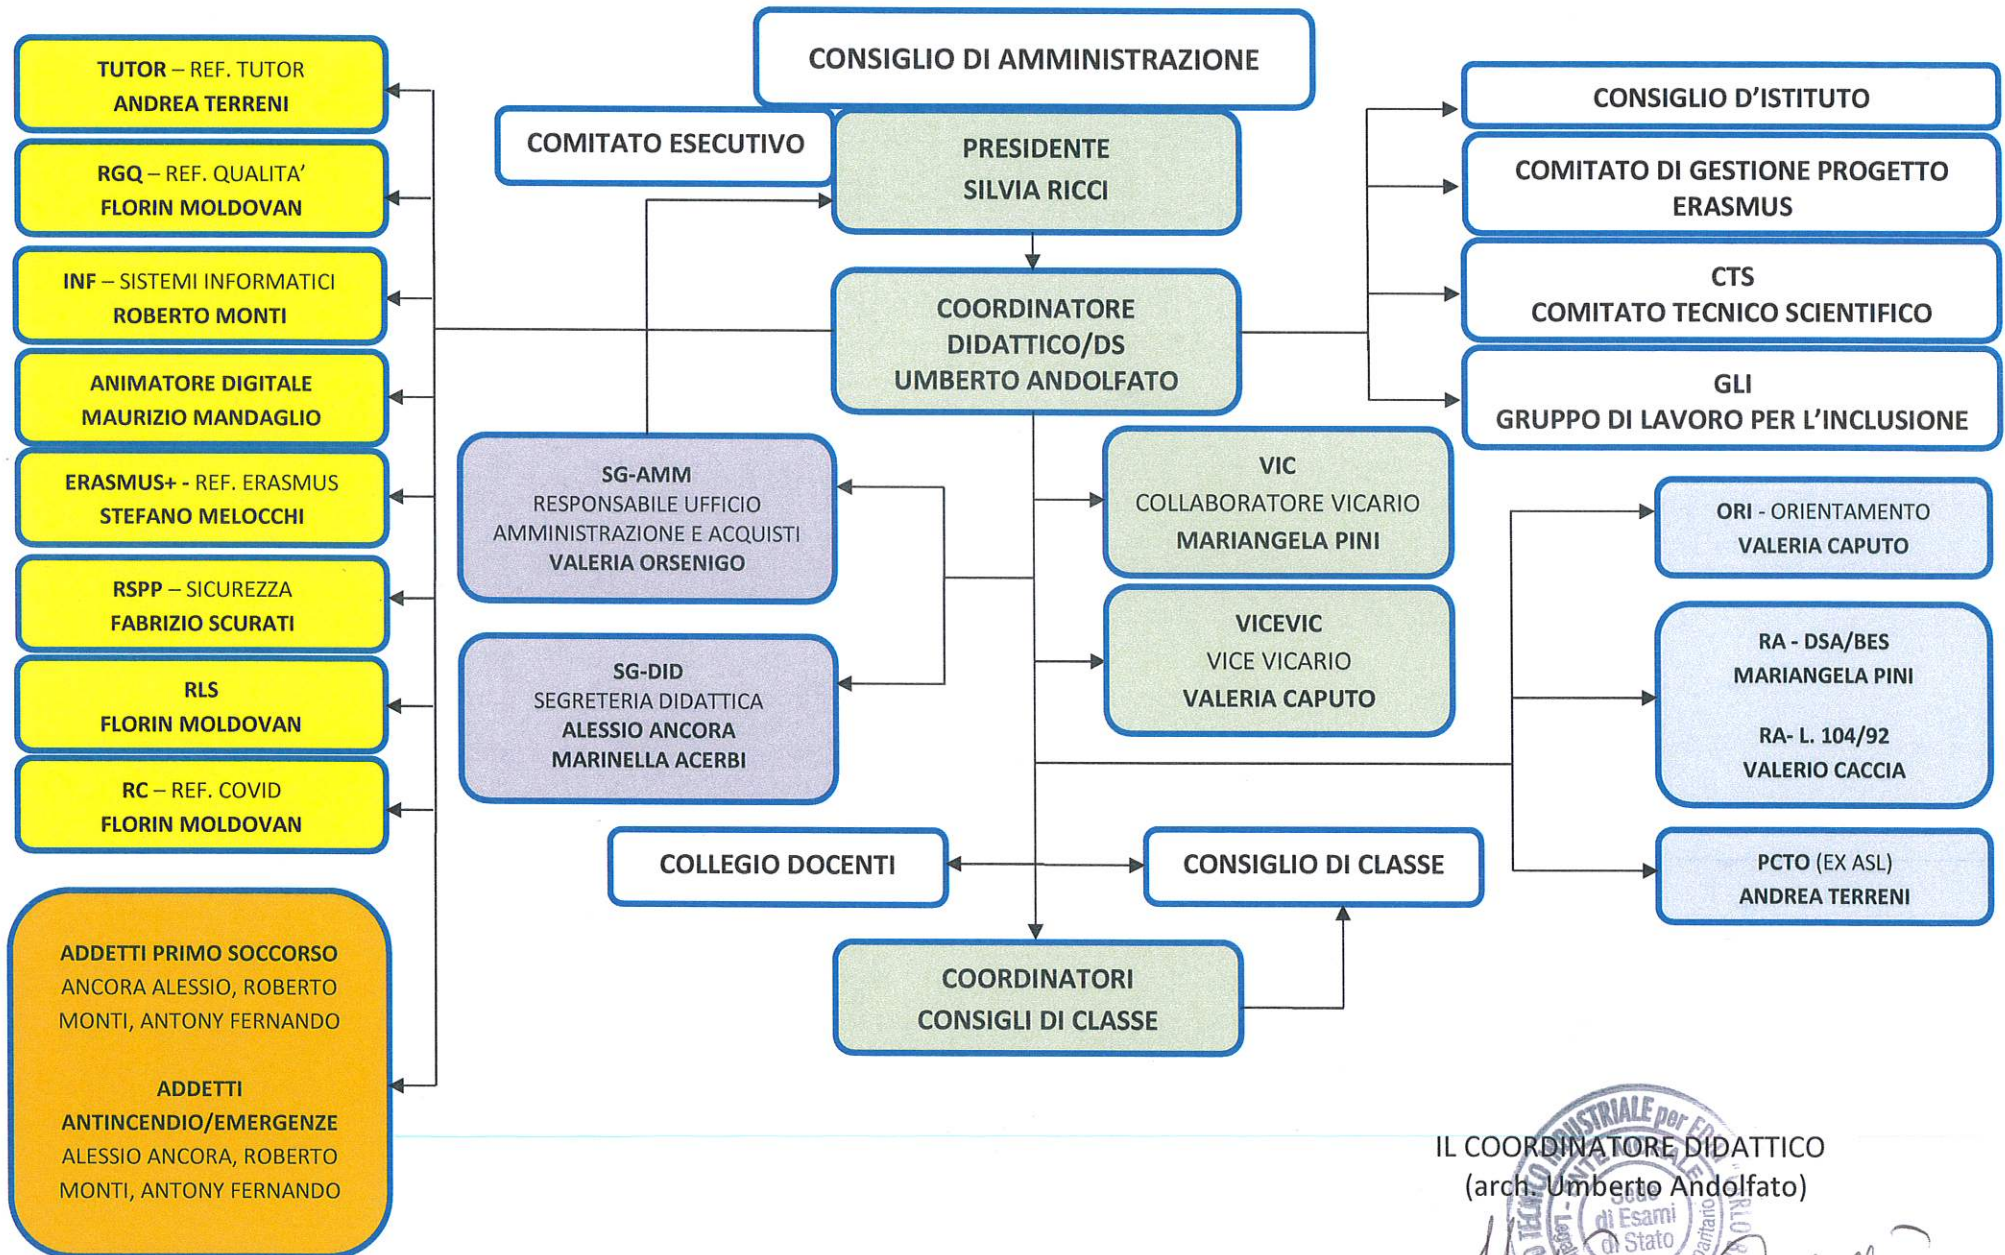 CONSIGLIO DI AMMINISTRAZIONE
COMITATO ESECUTIVO
PRESIDENTE
SILVIA RICCI
COORDINATORE
DIDATTICO/DS
UMBERTO ANDOLFATO
TUTOR – REF. TUTOR
ANDREA TERRENI
RGQ – REF. QUALITA’
FLORIN MOLDOVAN
INF – SISTEMI INFORMATICI
ROBERTO MONTI
ANIMATORE DIGITALE
MAURIZIO MANDAGLIO
ERASMUS+ - REF. ERASMUS
STEFANO MELOCCHI
RSPP – SICUREZZA
FABRIZIO SCURATI
RLS
FLORIN MOLDOVAN
RC – REF. COVID
FLORIN MOLDOVAN
ADDETTI PRIMO SOCCORSO
ANCORA ALESSIO, ROBERTO
MONTI, ANTONY FERNANDO
ADDETTI
ANTINCENDIO/EMERGENZE
ALESSIO ANCORA, ROBERTO
MONTI, ANTONY FERNANDO
CONSIGLIO D’ISTITUTO
COMITATO DI GESTIONE PROGETTO
ERASMUS
CTS
COMITATO TECNICO SCIENTIFICO
GLI
GRUPPO DI LAVORO PER L’INCLUSIONE
SG-AMM
RESPONSABILE UFFICIO
AMMINISTRAZIONE E ACQUISTI
VALERIA ORSENIGO
SG-DID
SEGRETERIA DIDATTICA
ALESSIO ANCORA
MARINELLA ACERBI
VIC
COLLABORATORE VICARIO
MARIANGELA PINI
VICEVIC
VICE VICARIO
VALERIA CAPUTO
ORI - ORIENTAMENTO
VALERIA CAPUTO
RA - DSA/BES
MARIANGELA PINI
RA- L. 104/92
VALERIO CACCIA
PCTO (EX ASL)
ANDREA TERRENI
COLLEGIO DOCENTI
CONSIGLIO DI CLASSE
COORDINATORI
CONSIGLI DI CLASSE
IL COORDINATORE DIDATTICO
(arch. Umberto Andolfato)
TECNICO INDUSTRIALE per
Sede
di Esami
di Stato